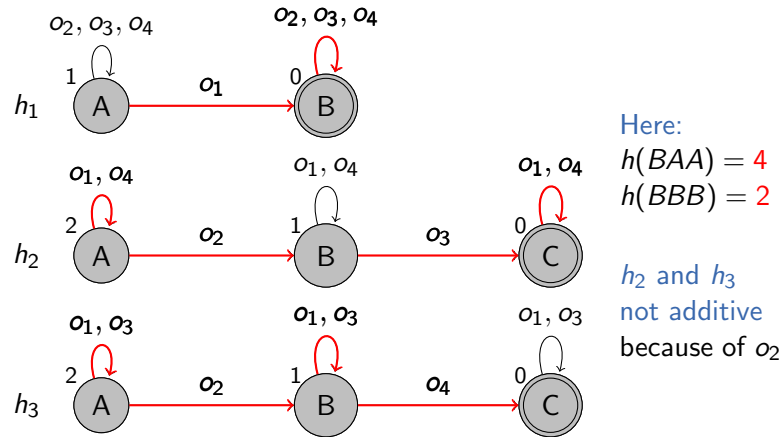 o₂, o₃, o₄
o₂, o₃, o₄
1
0
h₁
A
o₁
B
Here:
h(BAA) = 4
h(BBB) = 2
o₁, o₄
o₁, o₄
o₁, o₄
2
1
0
h₂
A
o₂
B
o₃
C
h₂ and h₃
not additive
because of o₂
o₁, o₃
o₁, o₃
o₁, o₃
2
1
0
h₃
A
o₂
B
o₄
C